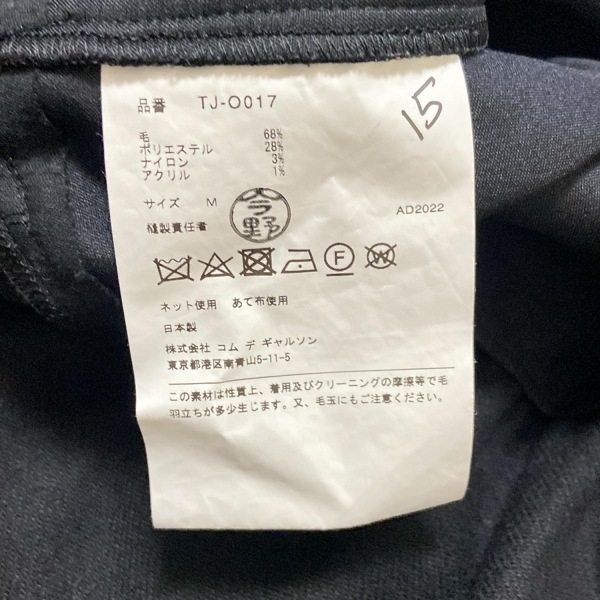 品番 TJ-O017
15
毛 68%
ポリエステル 28%
ナイロン 3%
アクリル 1%
サイズ M
縫製責任者 今野
AD2022
F W
ネット使用 あて布使用
日本製
株式会社 コム デ ギャルソン
東京都港区南青山5-11-5
この素材は性質上、着用及びクリーニングの摩擦等で毛
羽立ちが多少生じます。又、毛玉にもご注意ください。